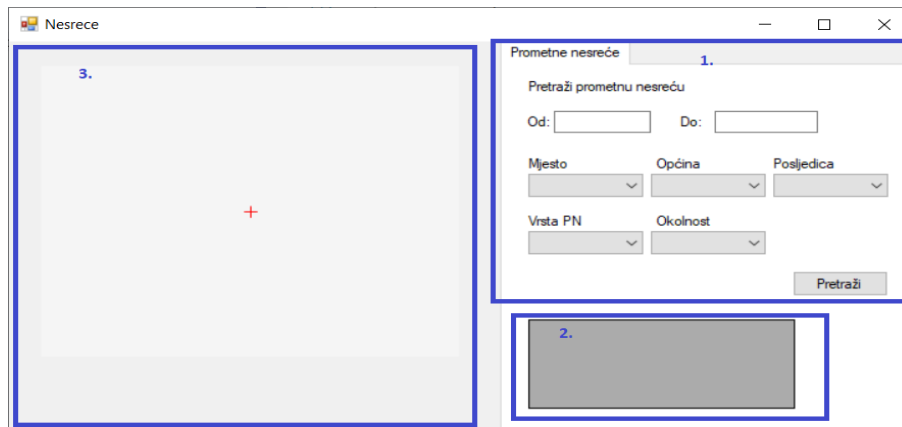 Nesrece
3.
Prometne nesreće
1.
Pretraži prometnu nesreću
Od:
Do:
Mjesto
Općina
Posljedica
Vrsta PN
Okolnost
Pretraži
2.